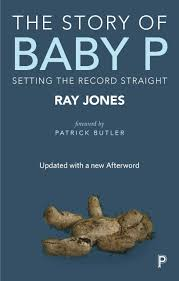 THE STORY OF
BABY P
SETTING THE RECORD STRAIGHT
RAY JONES
foreword by
PATRICK BUTLER
Updated with a new Afterword
P